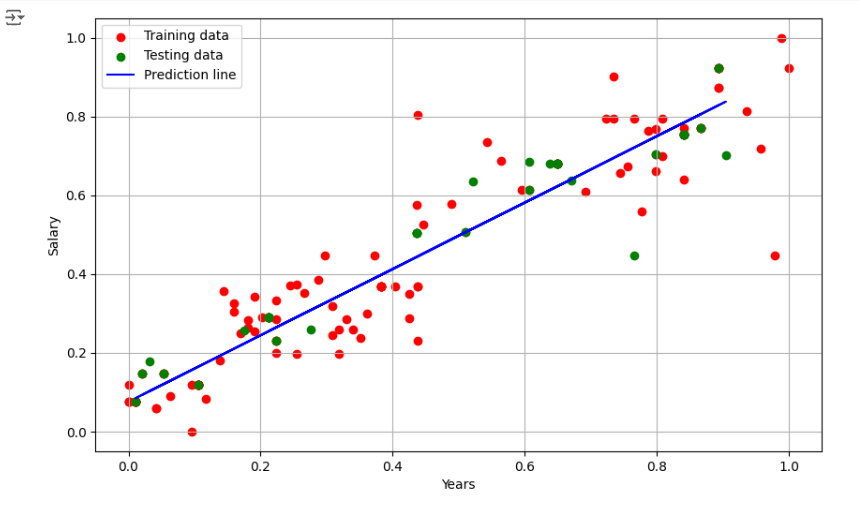 Training data
Testing data
Prediction line
1.0
0.8
0.6
0.4
0.2
0.0
Salary
0.0 0.2 0.4 0.6 0.8 1.0
Years